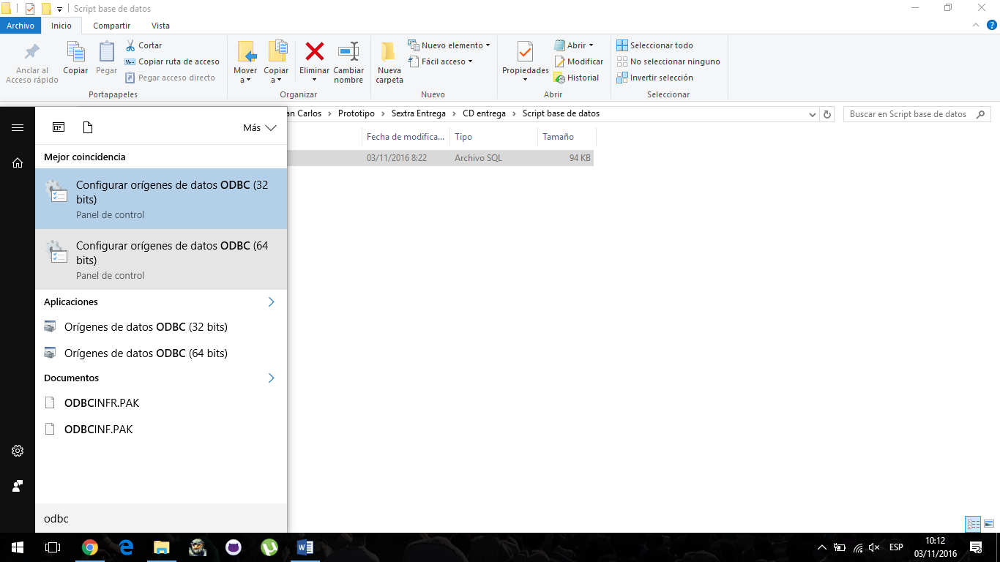 Script base de datos
Archivo
Inicio
Compartir
Vista
Anclar al
Acceso rápido
Copiar
Pegar
Cortar
Copiar ruta de acceso
Pegar acceso directo
Portapapeles
Mover
a
Copiar
a
Eliminar
Cambiar
nombre
Organizar
Nueva
carpeta
Nuevo elemento
Fácil acceso
Nuevo
Propiedades
Abrir
Modificar
Historial
Abrir
Seleccionar todo
No seleccionar ninguno
Invertir selección
Seleccionar
an Carlos > Prototipo > Sextra Entrega > CD entrega > Script base de datos
Buscar en Script base de datos
Fecha de modifica...
Tipo
Tamaño
03/11/2016 8:22
Archivo SQL
94 KB
Más
Mejor coincidencia
Configurar orígenes de datos ODBC (32
bits)
Panel de control
Configurar orígenes de datos ODBC (64
bits)
Panel de control
Aplicaciones
Orígenes de datos ODBC (32 bits)
Orígenes de datos ODBC (64 bits)
Documentos
ODBCINFR.PAK
ODBCINF.PAK
odbc
ESP
10:12
03/11/2016